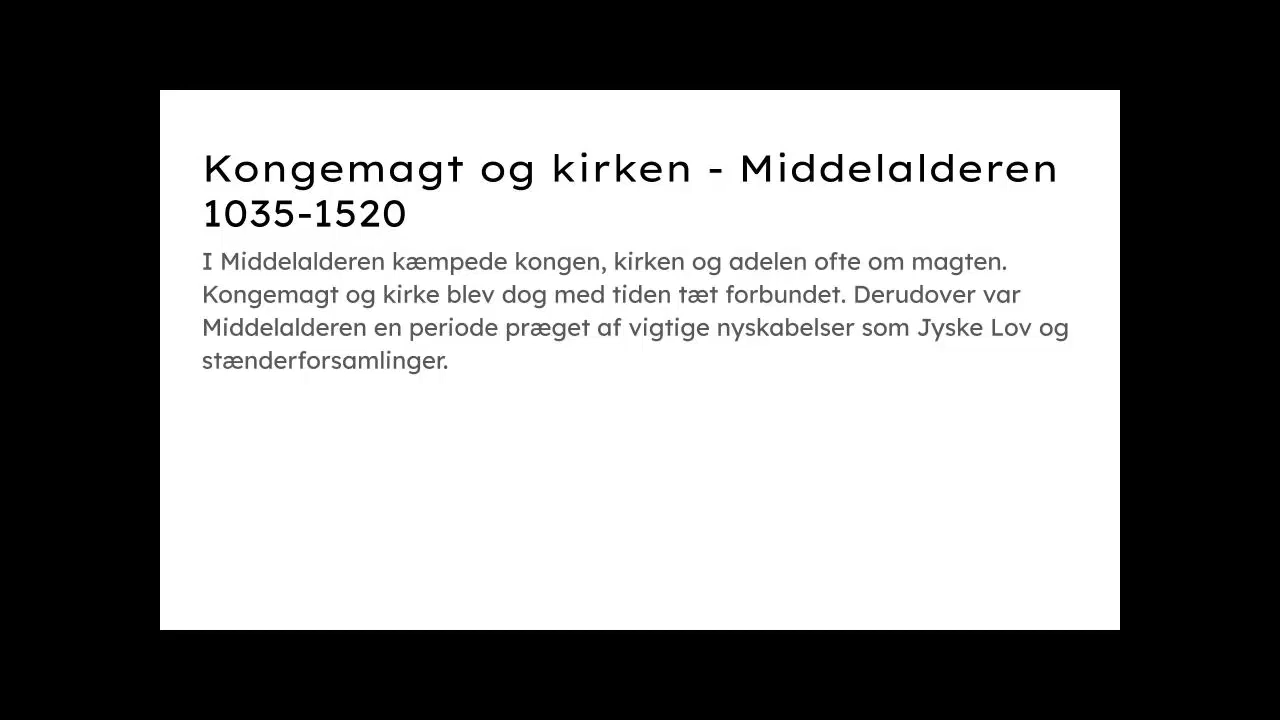 Kongemagt og kirken - Middelalderen
1035-1520
I Middelalderen kæmpede kongen, kirken og adelen ofte om magten.
Kongemagt og kirke blev dog med tiden tæt forbundet. Derudover var
Middelalderen en periode præget af vigtige nyskabelser som Jyske Lov og
stænderforsamlinger.